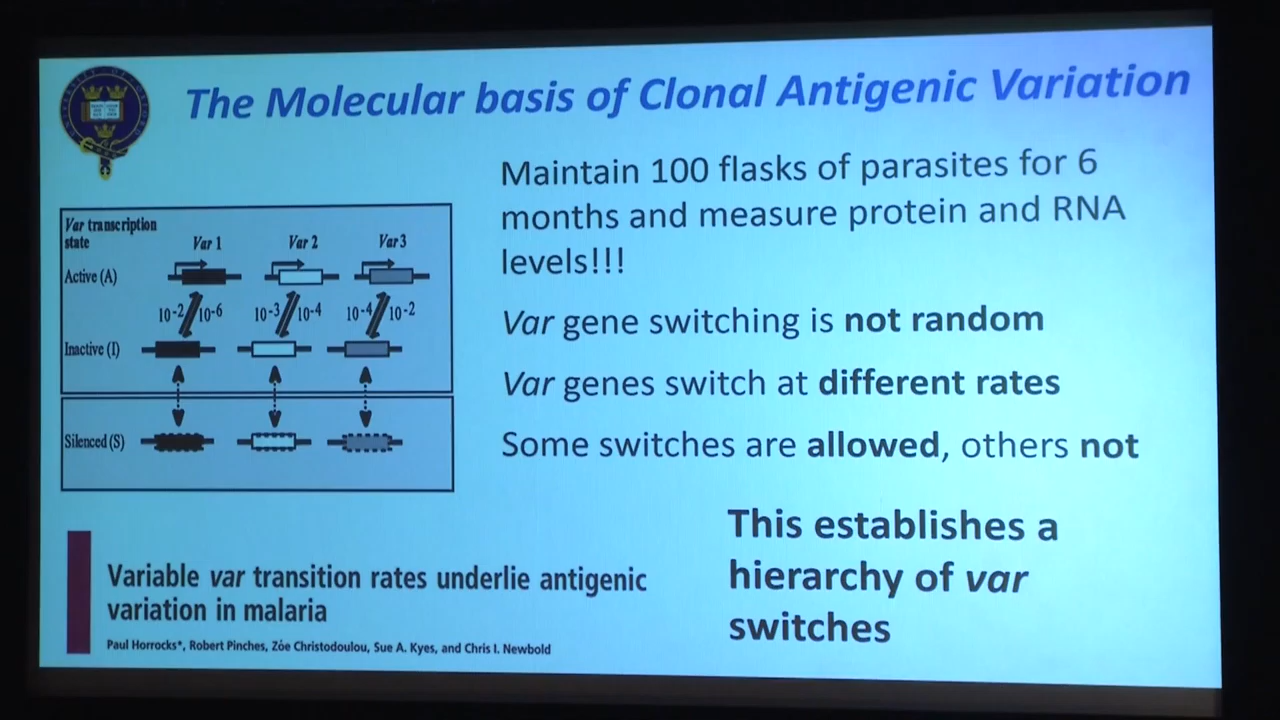 The Molecular basis of Clonal Antigenic Variation
Maintain 100 flasks of parasites for 6
months and measure protein and RNA
levels!!!
Var gene switching is not random
Var genes switch at different rates
Some switches are allowed, others not
This establishes a
hierarchy of var
switches
Var transcription
state
Var 1 Var 2 Var 3
Active (A)
10-2 10-6 10-3 10-4 10-4 10-2
Inactive (I)
Silenced (S)
Variable var transition rates underlie antigenic
variation in malaria
Paul Horrocks*, Robert Pinches, Zóe Christodoulou, Sue A. Kyes, and Chris I. Newbold